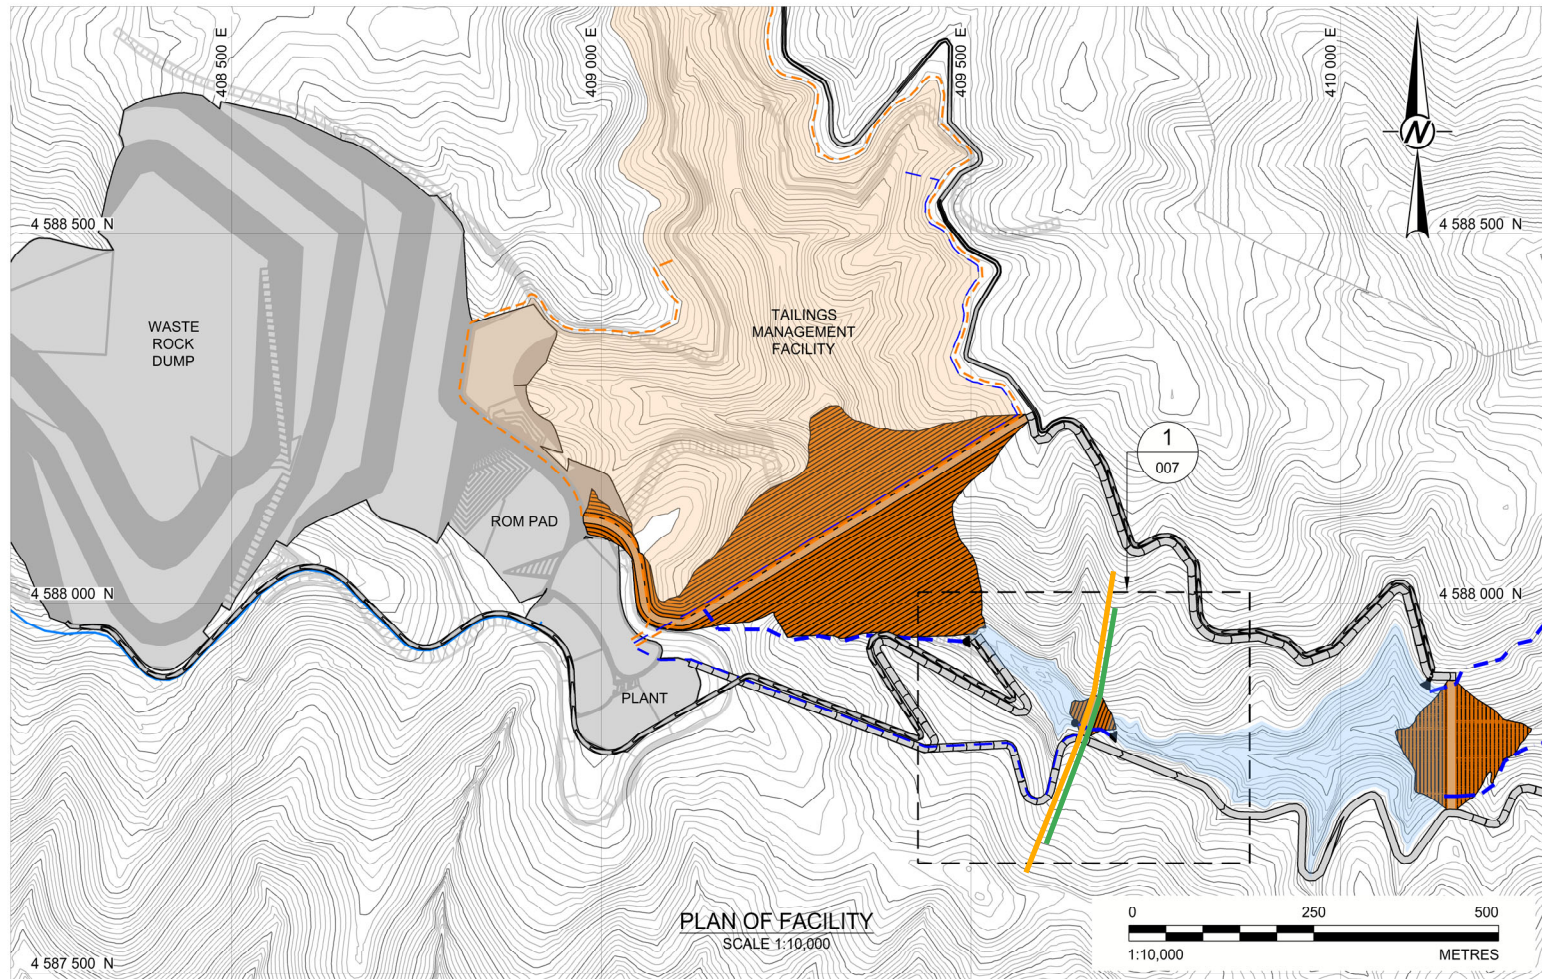 408 500 E
409 000 E
409 500 E
410 000 E
N
4 588 500 N
4 588 500 N
WASTE
ROCK
DUMP
TAILINGS
MANAGEMENT
FACILITY
1
007
ROM PAD
4 588 000 N
4 588 000 N
PLANT
PLAN OF FACILITY
SCALE 1:10,000
0 250 500
1:10,000 METRES
4 587 500 N